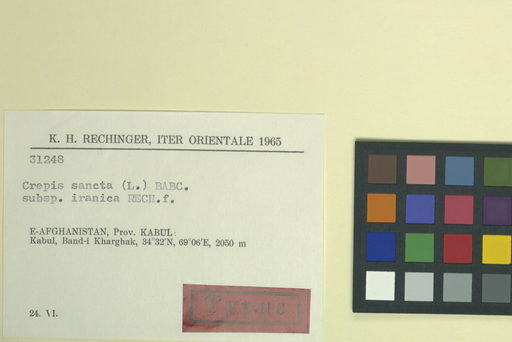 K. H. RECHINGER, ITER ORIENTALE 1965
31248
Crepis sancta (L.) BABC.
subsp. iranica RECH.f.
E-AFGHANISTAN, Prov. KABUL:
Kabul, Band-i Kharghak, 34°32'N, 69°06'E, 2050 m
24. VI.
Typus